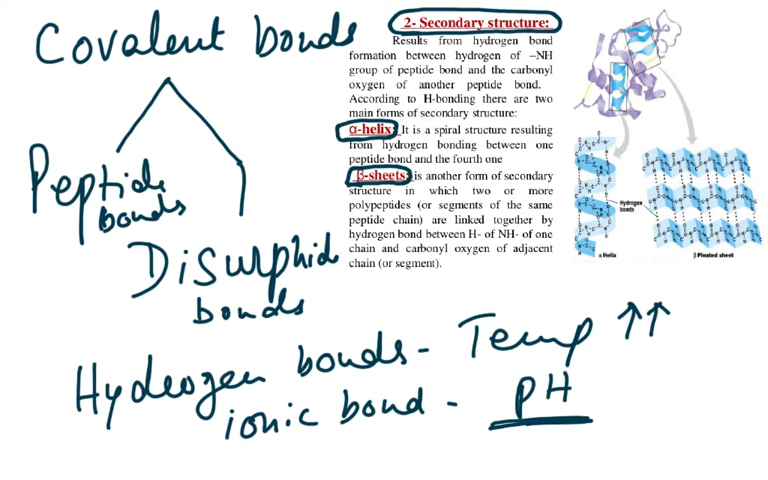 Covalent bonds
Peptide
bonds
Disurphid
bonds
Hydrogen bonds - Temp ↑↑
ionic bond - pH
2- Secondary structure:
Results from hydrogen bond
formation between hydrogen of –NH
group of peptide bond and the carbonyl
oxygen of another peptide bond.
According to H-bonding there are two
main forms of secondary structure:
α-helix: It is a spiral structure resulting
from hydrogen bonding between one
peptide bond and the fourth one
β-sheets: is another form of secondary
structure in which two or more
polypeptides (or segments of the same
peptide chain) are linked together by
hydrogen bond between H- of NH- of one
chain and carbonyl oxygen of adjacent
chain (or segment).
Hydrogen
bonds
α Helix
β Pleated sheet